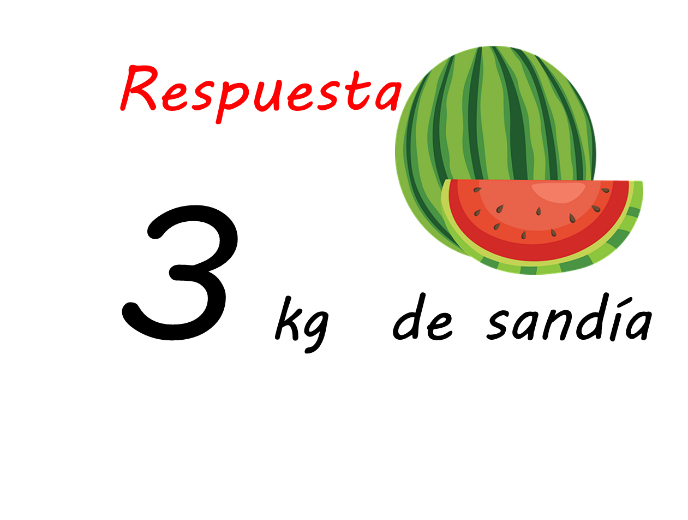 Respuesta
3 kg de sandía